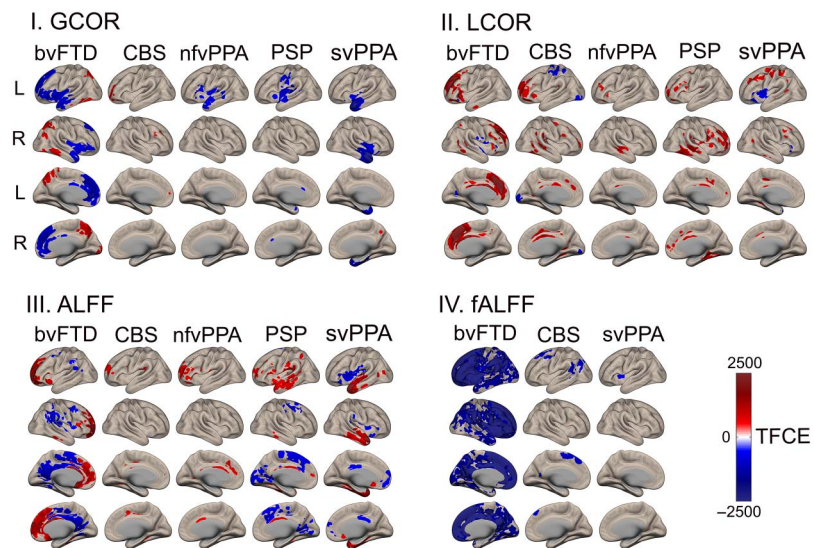 I. GCOR
bvFTD CBS nfvPPA PSP svPPA
L
R
L
R
II. LCOR
bvFTD CBS nfvPPA PSP svPPA
III. ALFF
bvFTD CBS nfvPPA PSP svPPA
IV. fALFF
bvFTD CBS svPPA
2500
0 TFCE
−2500